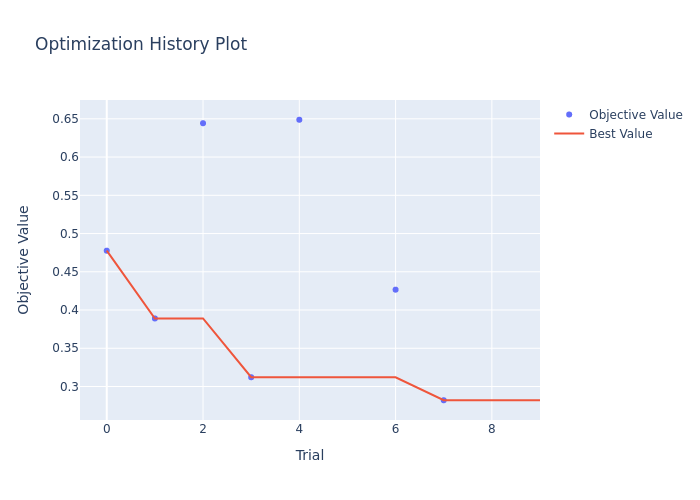 Optimization History Plot
Objective Value
Best Value
0.65
0.6
0.55
0.5
0.45
0.4
0.35
0.3
Objective Value
0 2 4 6 8
Trial